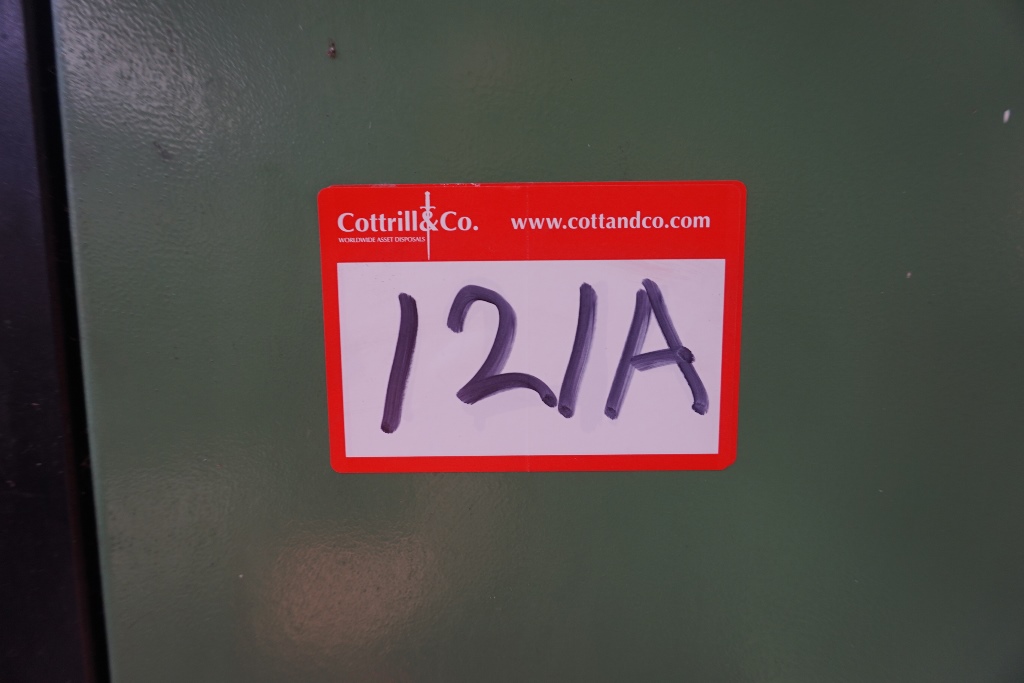 Cottrill&Co. www.cottandco.com
WORLDWIDE ASSET DISPOSALS
121A